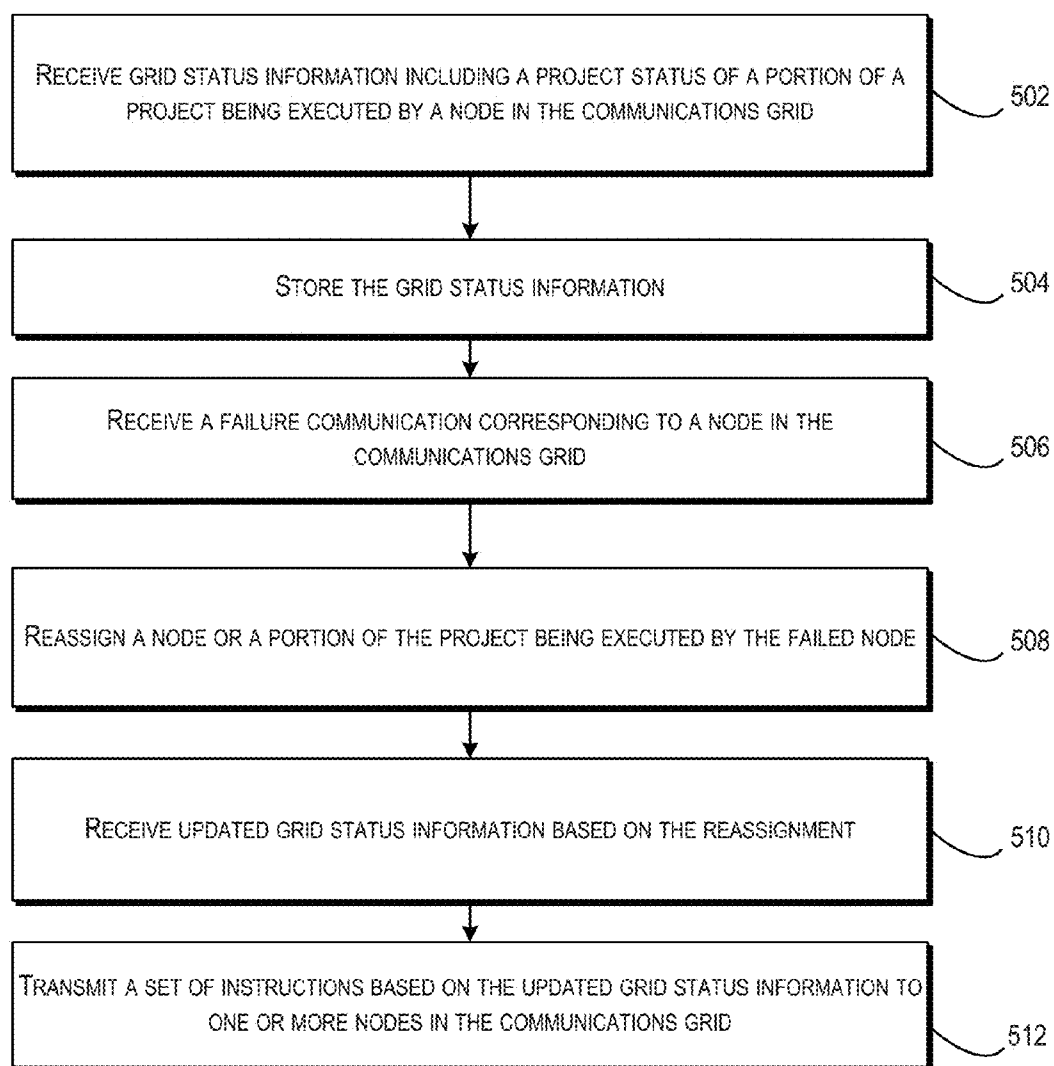 RECEIVE GRID STATUS INFORMATION INCLUDING A PROJECT STATUS OF A PORTION OF A
PROJECT BEING EXECUTED BY A NODE IN THE COMMUNICATIONS GRID
502
STORE THE GRID STATUS INFORMATION
504
RECEIVE A FAILURE COMMUNICATION CORRESPONDING TO A NODE IN THE
COMMUNICATIONS GRID
506
REASSIGN A NODE OR A PORTION OF THE PROJECT BEING EXECUTED BY THE FAILED NODE
508
RECEIVE UPDATED GRID STATUS INFORMATION BASED ON THE REASSIGNMENT
510
TRANSMIT A SET OF INSTRUCTIONS BASED ON THE UPDATED GRID STATUS INFORMATION TO
ONE OR MORE NODES IN THE COMMUNICATIONS GRID
512